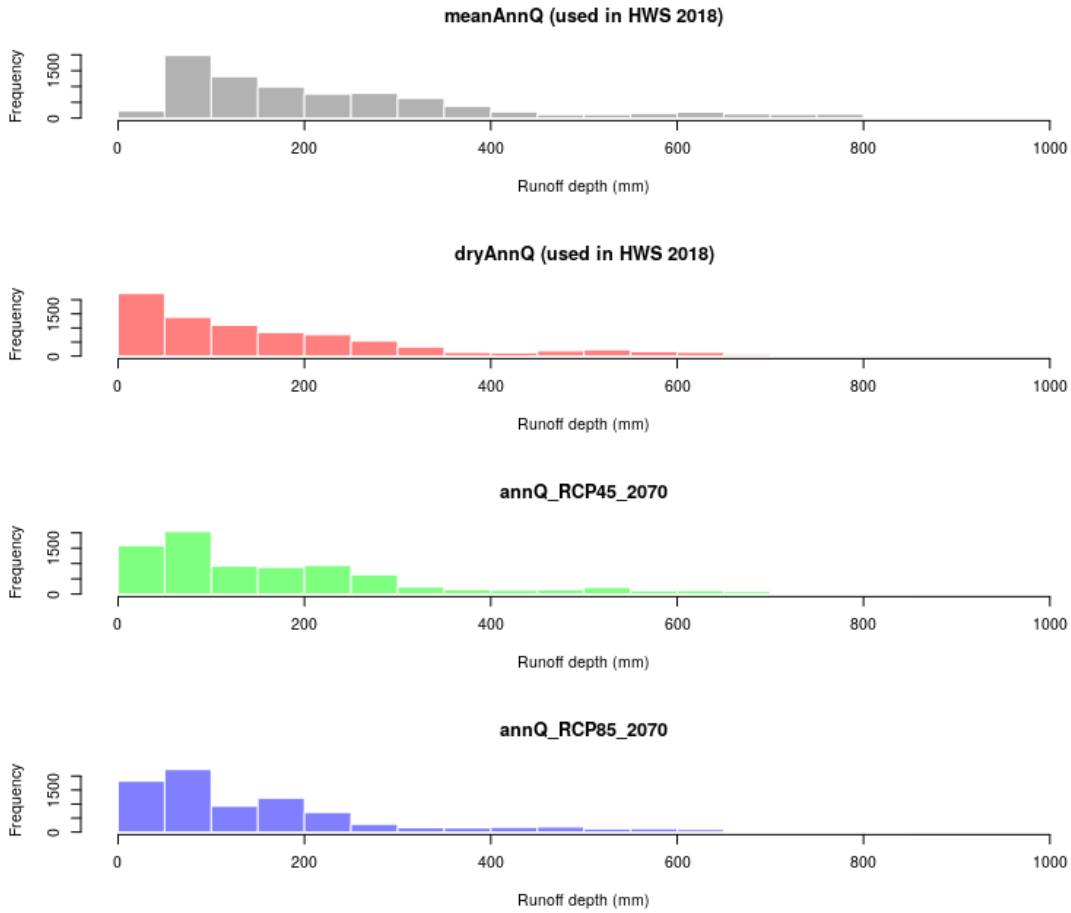 meanAnnQ (used in HWS 2018)
Frequency
0 1500
0 200 400 600 800 1000
Runoff depth (mm)
dryAnnQ (used in HWS 2018)
Frequency
0 1500
0 200 400 600 800 1000
Runoff depth (mm)
annQ_RCP45_2070
Frequency
0 1500
0 200 400 600 800 1000
Runoff depth (mm)
annQ_RCP85_2070
Frequency
0 1500
0 200 400 600 800 1000
Runoff depth (mm)